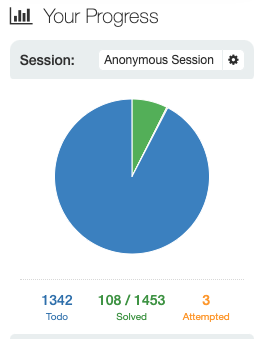 Your Progress
Session: Anonymous Session
1342 108 / 1453 3
Todo Solved Attempted